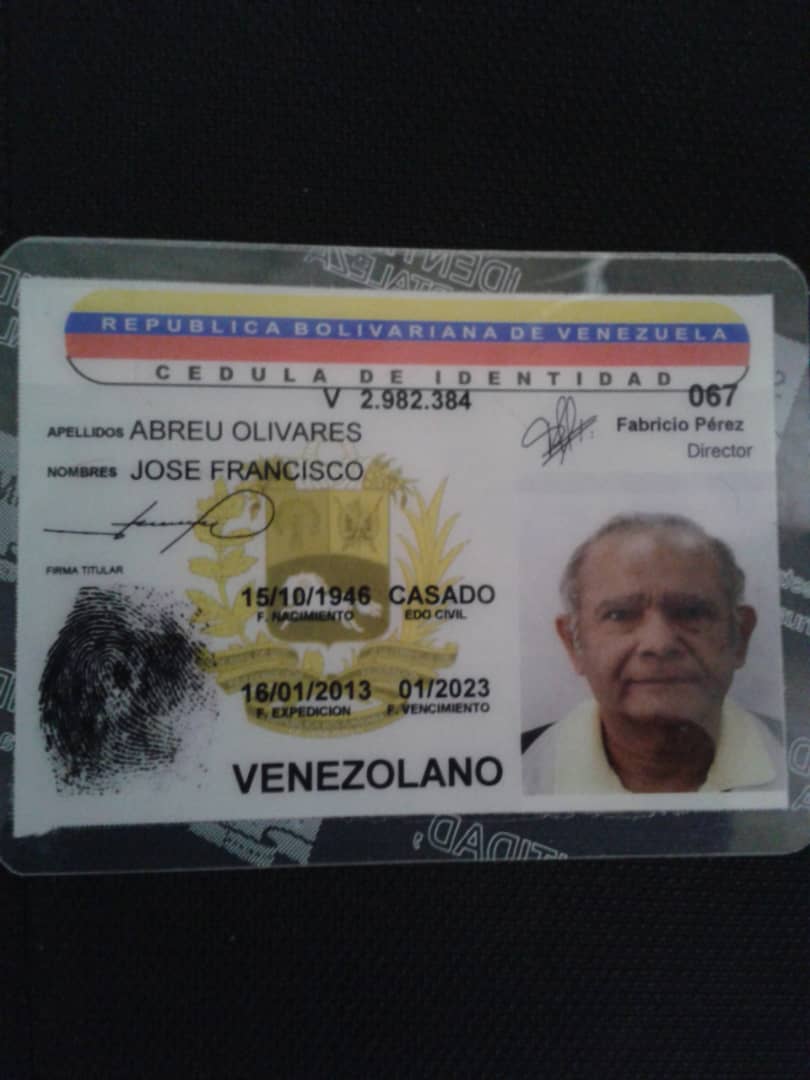 REPUBLICA BOLIVARIANA DE VENEZUELA
CEDULA DE IDENTIDAD
V 2.982.384
067
APELLIDOS ABREU OLIVARES
Fabricio Pérez
Director
NOMBRES JOSE FRANCISCO
FIRMA TITULAR
15/10/1946 CASADO
F. NACIMIENTO EDO CIVIL
16/01/2013 01/2023
F. EXPEDICION F. VENCIMIENTO
VENEZOLANO